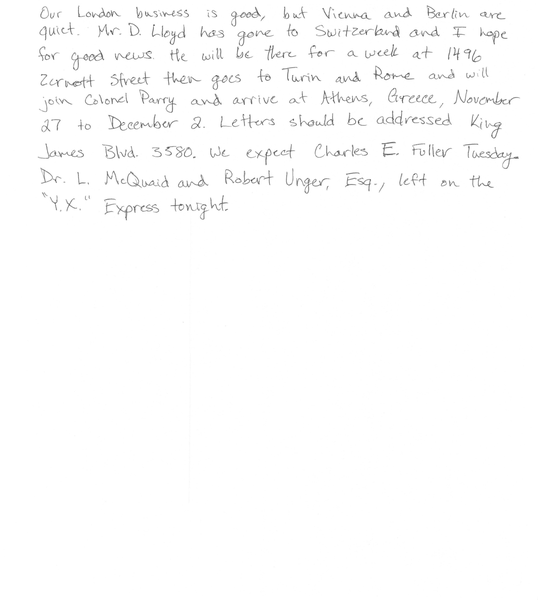 Our London business is good, but Vienna and Berlin are
quiet. Mr. D. Lloyd has gone to Switzerland and I hope
for good news. He will be there for a week at 1496
Zermott Street then goes to Turin and Rome and will
join Colonel Parry and arrive at Athens, Greece, November
27 to December 2. Letters should be addressed King
James Blvd. 3580. We expect Charles E. Fuller Tuesday.
Dr. L. McQuaid and Robert Unger, Esq., left on the
"Y.X." Express tonight.